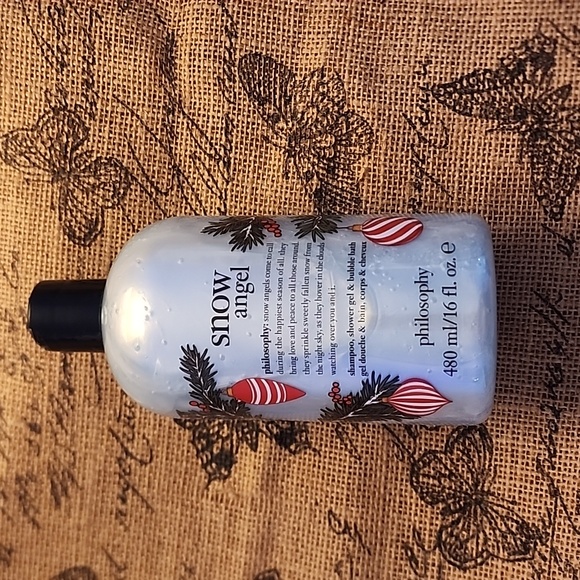 snow
angel
philosophy: snow angels come to call
during the happiest season of all. they
bring love and peace to all those around.
they sprinkle sweetly fallen snow from
the night sky, as they hover in the clouds
watching over you and i.
shampoo, shower gel & bubble bath
gel douche & bain, corps & cheveux
philosophy
480 ml/16 fl. oz. e